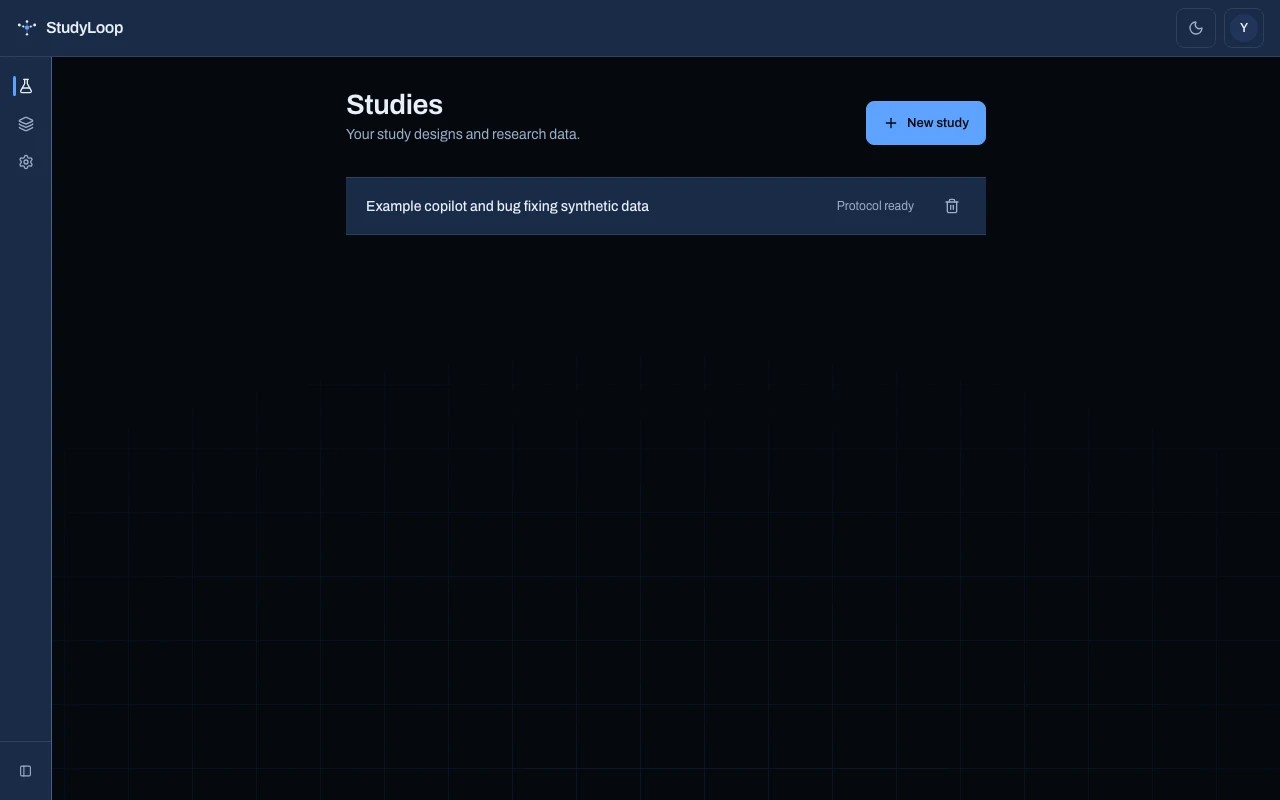 StudyLoop
Y
Studies
Your study designs and research data.
New study
Example copilot and bug fixing synthetic data
Protocol ready